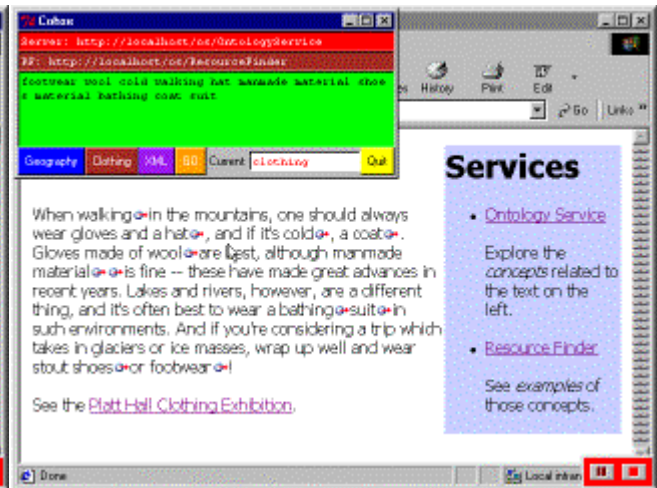 Cohse
Server: http://localhost/cs/OntologyService
RF: http://localhost/cs/ResourceFinder
footwear wool cold walking hat manmade material shoe
s material bathing coat suit
Geography Clothing XML GO Current clothing Quit
History Print Edit
Go Links »
Services
When walking in the mountains, one should always
wear gloves and a hat, and if it's cold, a coat.
Gloves made of wool are best, although manmade
material is fine -- these have made great advances in
recent years. Lakes and rivers, however, are a different
thing, and it's often best to wear a bathing suit in
such environments. And if you're considering a trip which
takes in glaciers or ice masses, wrap up well and wear
stout shoes or footwear!
See the Platt Hall Clothing Exhibition.
• Ontology Service
Explore the
concepts related to
the text on the
left.
• Resource Finder
See examples of
those concepts.
Done
Local intran